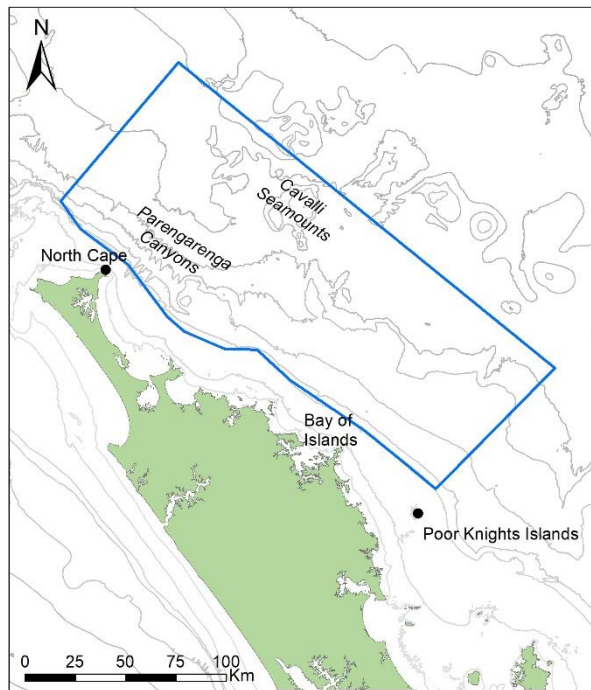 N
Cavalli
Seamounts
Parengarenga
Canyons
North Cape
Bay of
Islands
Poor Knights Islands
0 25 50 75 100
Km